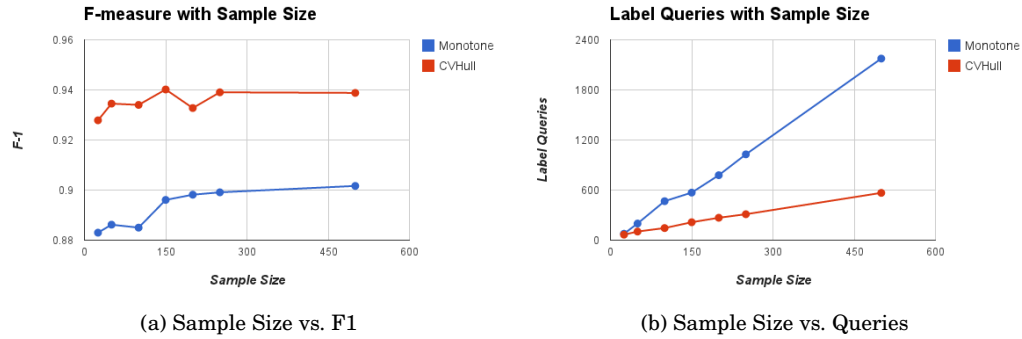 F-measure with Sample Size
0.96
0.94
0.92
0.9
0.88
F-1
0
150
300
450
600
Sample Size
Monotone
CVHull
(a) Sample Size vs. F1
Label Queries with Sample Size
2400
1800
1200
600
0
Label Queries
0
150
300
450
600
Sample Size
Monotone
CVHull
(b) Sample Size vs. Queries